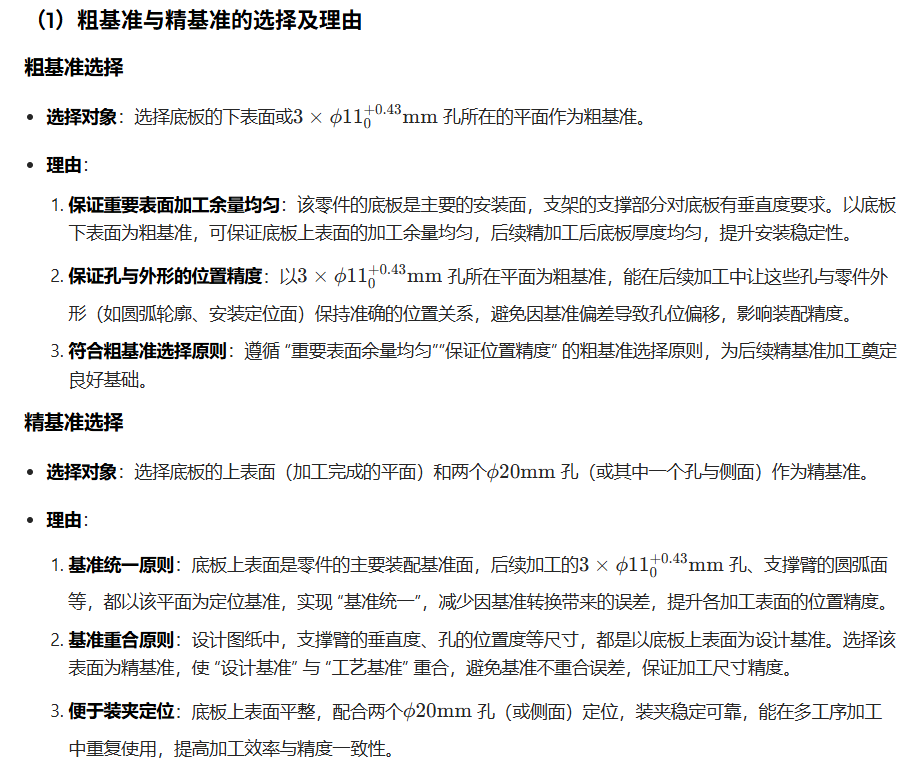 （1）粗基准与精基准的选择及理由
粗基准选择
• 选择对象：选择底板的下表面或3 × ϕ11₀⁺⁰·⁴³mm 孔所在的平面作为粗基准。
• 理由：
1. 保证重要表面加工余量均匀：该零件的底板是主要的安装面，支架的支撑部分对底板有垂直度要求。以底板
下表面为粗基准，可保证底板上表面的加工余量均匀，后续精加工后底板厚度均匀，提升安装稳定性。
2. 保证孔与外形的位置精度：以3 × ϕ11₀⁺⁰·⁴³mm 孔所在平面为粗基准，能在后续加工中让这些孔与零件外
形（如圆弧轮廓、安装定位面）保持准确的位置关系，避免因基准偏差导致孔位偏移，影响装配精度。
3. 符合粗基准选择原则：遵循 “重要表面余量均匀”“保证位置精度” 的粗基准选择原则，为后续精基准加工奠定
良好基础。
精基准选择
• 选择对象：选择底板的上表面（加工完成的平面）和两个ϕ20mm 孔（或其中一个孔与侧面）作为精基准。
• 理由：
1. 基准统一原则：底板上表面是零件的主要装配基准面，后续加工的3 × ϕ11₀⁺⁰·⁴³mm 孔、支撑臂的圆弧面
等，都以该平面为定位基准，实现 “基准统一”，减少因基准转换带来的误差，提升各加工表面的位置精度。
2. 基准重合原则：设计图纸中，支撑臂的垂直度、孔的位置度等尺寸，都是以底板上表面为设计基准。选择该
表面为精基准，使 “设计基准” 与 “工艺基准” 重合，避免基准不重合误差，保证加工尺寸精度。
3. 便于装夹定位：底板上表面平整，配合两个ϕ20mm 孔（或侧面）定位，装夹稳定可靠，能在多工序加工
中重复使用，提高加工效率与精度一致性。